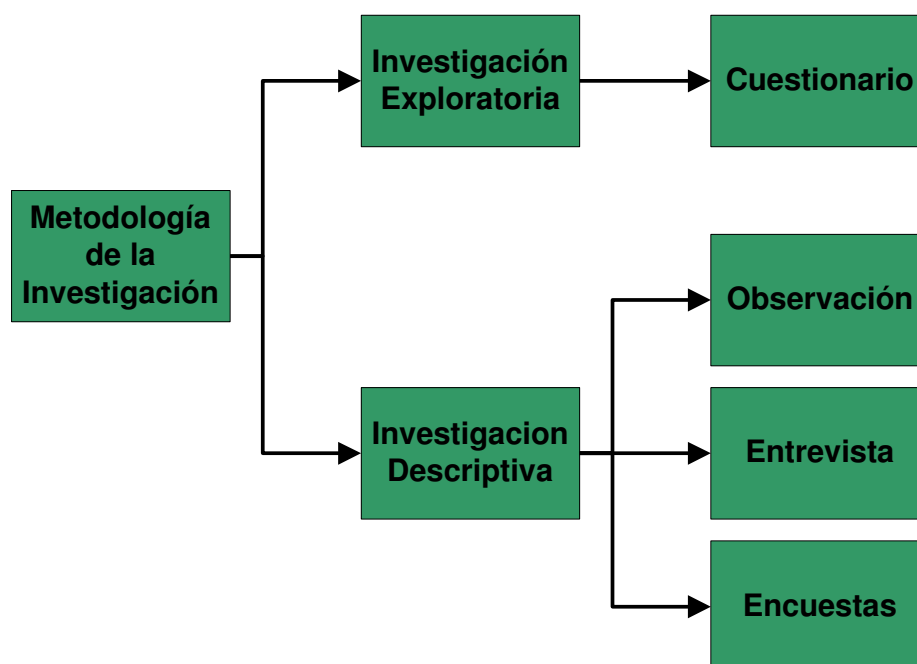 Investigación
Exploratoria
Cuestionario
Metodología
de la
Investigación
Observación
Investigacion
Descriptiva
Entrevista
Encuestas